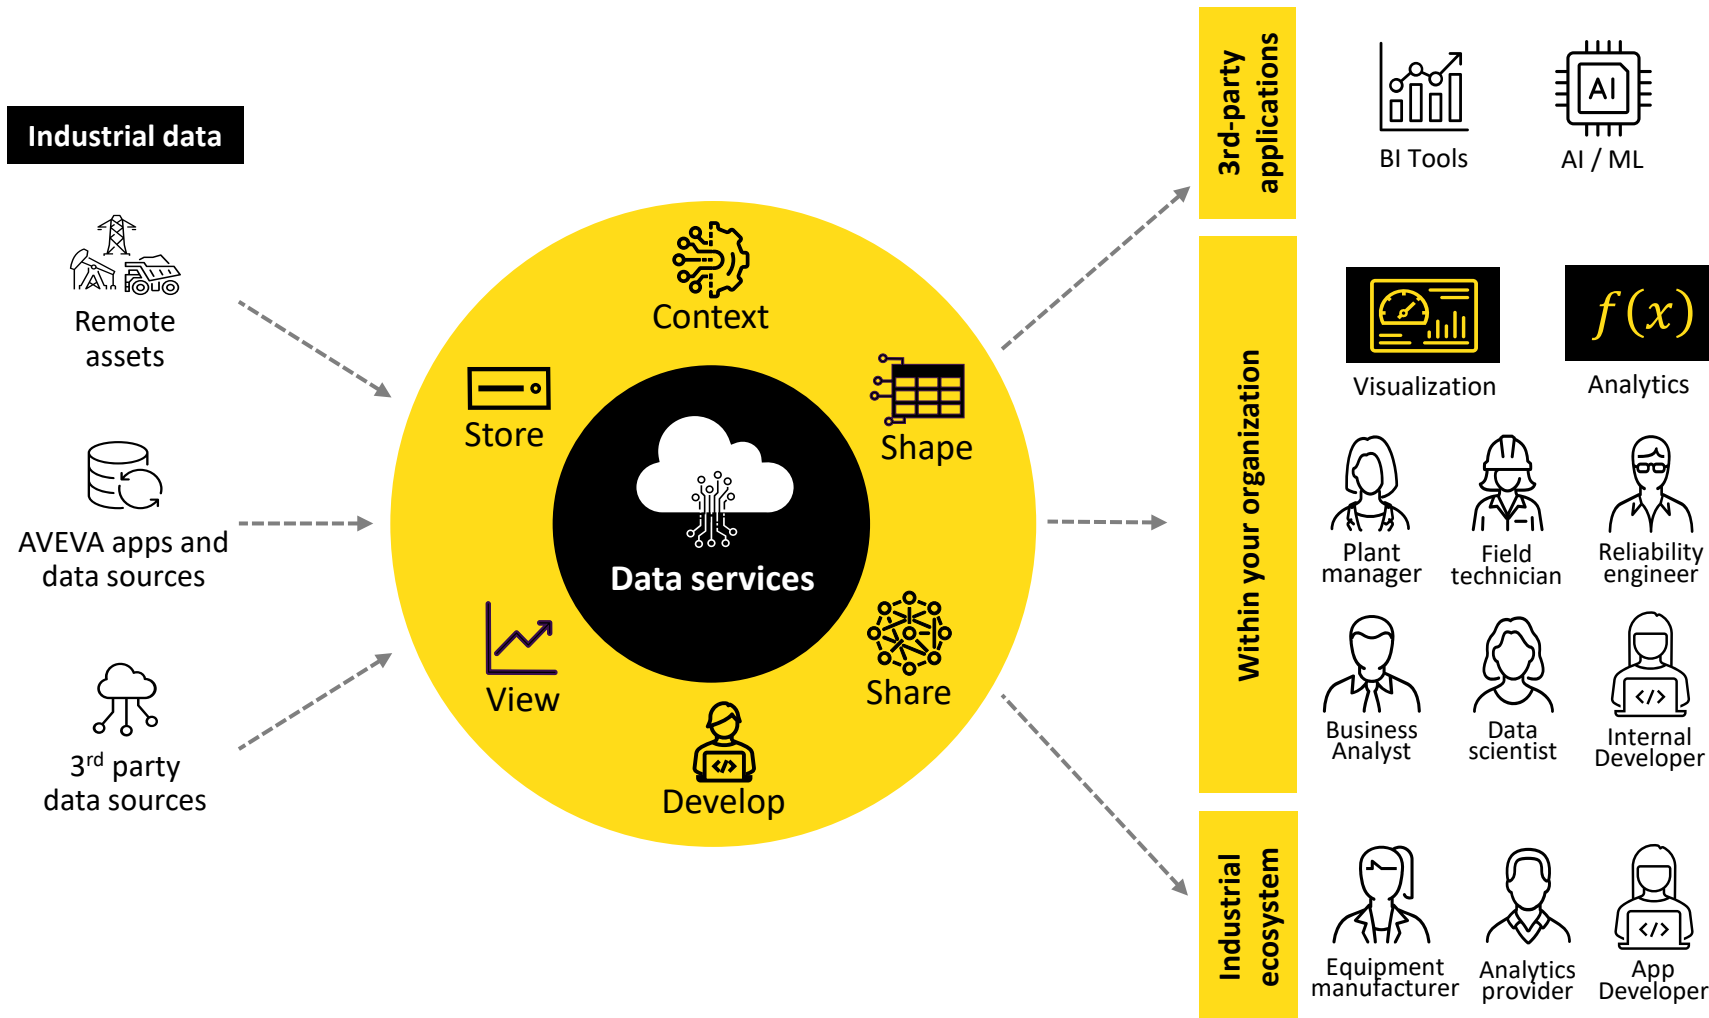 Industrial data
Remote
assets
AVEVA apps and
data sources
3rd party
data sources
Context
Store
Shape
Data services
View
Share
Develop
</>
3rd-party
applications
BI Tools
AI
AI / ML
Within your organization
Visualization
f(x)
Analytics
Plant
manager
Field
technician
Reliability
engineer
Business
Analyst
Data
scientist
</>
Internal
Developer
Industrial
ecosystem
Equipment
manufacturer
Analytics
provider
</>
App
Developer